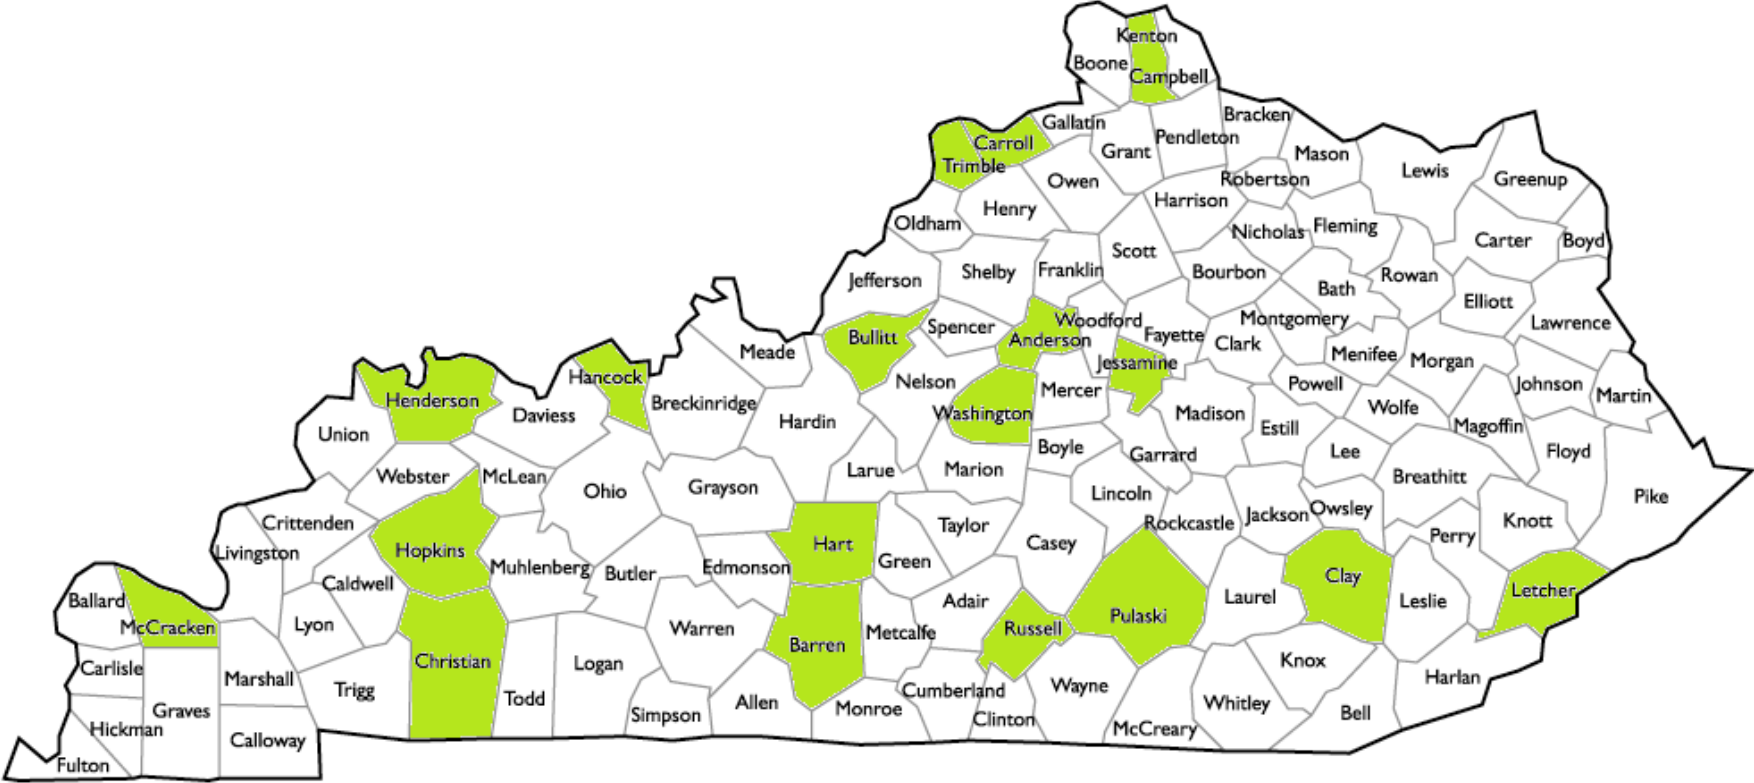 Kenton
Boone
Campbell
Bracken
Gallatin
Pendleton
Carroll
Grant
Mason
Trimble
Lewis
Owen
Robertson
Greenup
Harrison
Henry
Oldham
Fleming
Nicholas
Carter
Boyd
Scott
Shelby
Franklin
Bourbon
Rowan
Jefferson
Bath
Elliott
Woodford
Montgomery
Lawrence
Spencer
Fayette
Bullitt
Anderson
Clark
Meade
Menifee
Morgan
Jessamine
Hancock
Nelson
Powell
Johnson
Mercer
Martin
Henderson
Breckinridge
Wolfe
Daviess
Washington
Madison
Hardin
Estill
Magoffin
Union
Boyle
Garrard
Lee
Floyd
Larue
Marion
Webster
McLean
Breathitt
Grayson
Ohio
Lincoln
Pike
Owsley
Jackson
Crittenden
Taylor
Rockcastle
Knott
Perry
Casey
Hart
Hopkins
Livingston
Green
Edmonson
Muhlenberg
Butler
Clay
Caldwell
Letcher
Laurel
Ballard
Adair
Leslie
Pulaski
Lyon
McCracken
Russell
Warren
Metcalfe
Barren
Christian
Logan
Knox
Carlisle
Marshall
Harlan
Wayne
Trigg
Cumberland
Todd
Allen
Whitley
Monroe
Graves
Bell
Simpson
Clinton
Hickman
McCreary
Calloway
Fulton